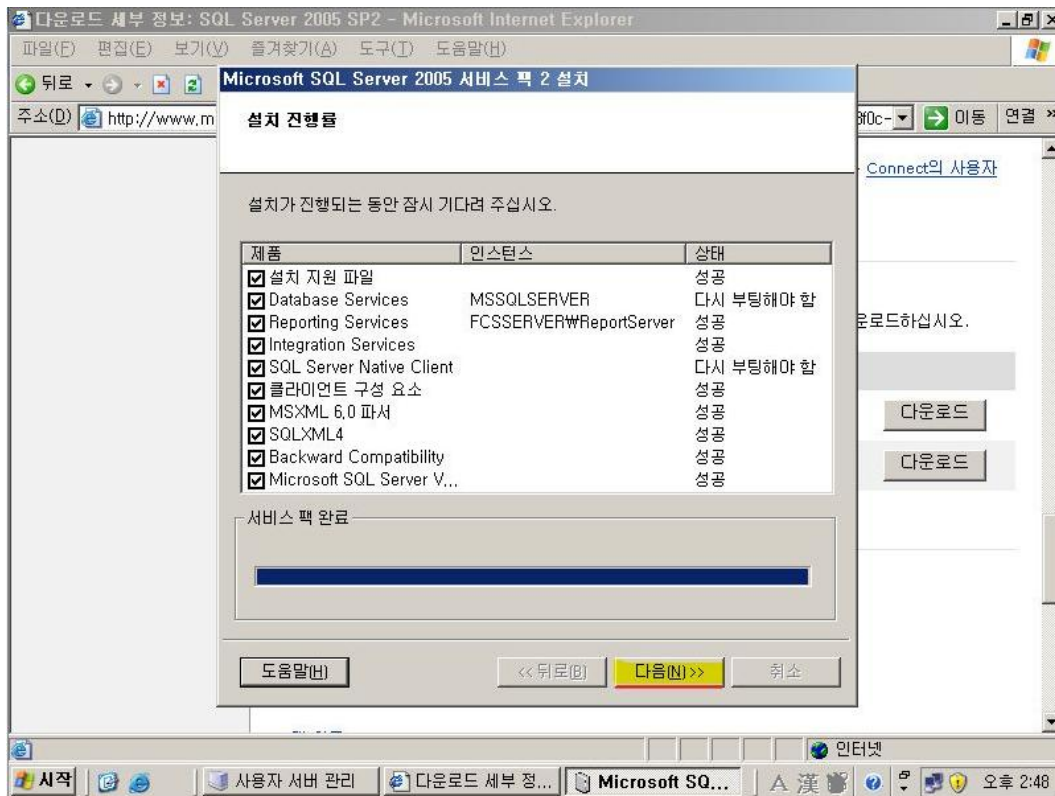 다운로드 세부 정보: SQL Server 2005 SP2 - Microsoft Internet Explorer
파일(F) 편집(E) 보기(V) 즐겨찾기(A) 도구(T) 도움말(H)
뒤로
주소(D) http://www.m
3f0c- 이동 연결 »
Microsoft SQL Server 2005 서비스 팩 2 설치
설치 진행률
Connect의 사용자
설치가 진행되는 동안 잠시 기다려 주십시오.
제품 인스턴스 상태
설치 지원 파일 성공
Database Services MSSQLSERVER 다시 부팅해야 함
Reporting Services FCSSERVER₩ReportServer 성공
Integration Services 성공
SQL Server Native Client 다시 부팅해야 함
클라이언트 구성 요소 성공
MSXML 6.0 파서 성공
SQLXML4 성공
Backward Compatibility 성공
Microsoft SQL Server V... 성공
운로드하십시오.
다운로드
다운로드
서비스 팩 완료
도움말(H) << 뒤로(B) 다음(N) >> 취소
인터넷
시작 사용자 서버 관리 다운로드 세부 정... Microsoft SQ... A 漢 오후 2:48